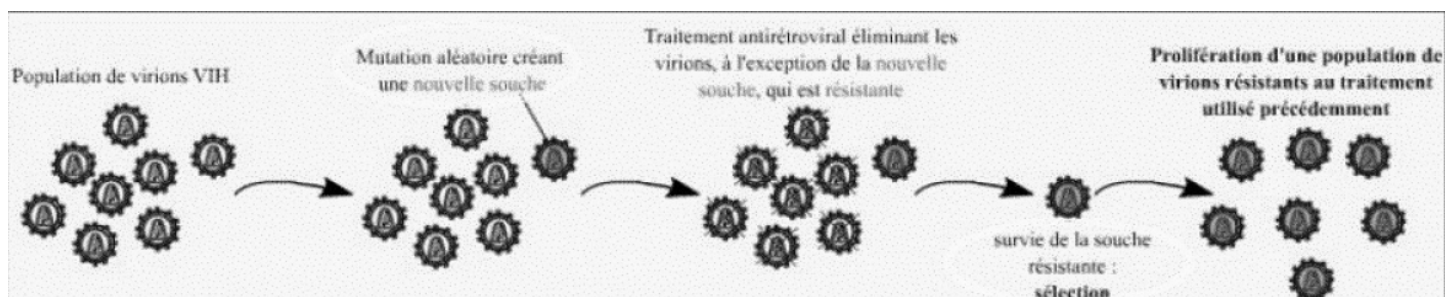 Population de virions VIH
Mutation aléatoire créant
une nouvelle souche
Traitement antirétroviral éliminant les
virions, à l'exception de la nouvelle
souche, qui est résistante
survie de la souche
résistante :
sélection
Prolifération d'une population de
virions résistants au traitement
utilisé précédemment